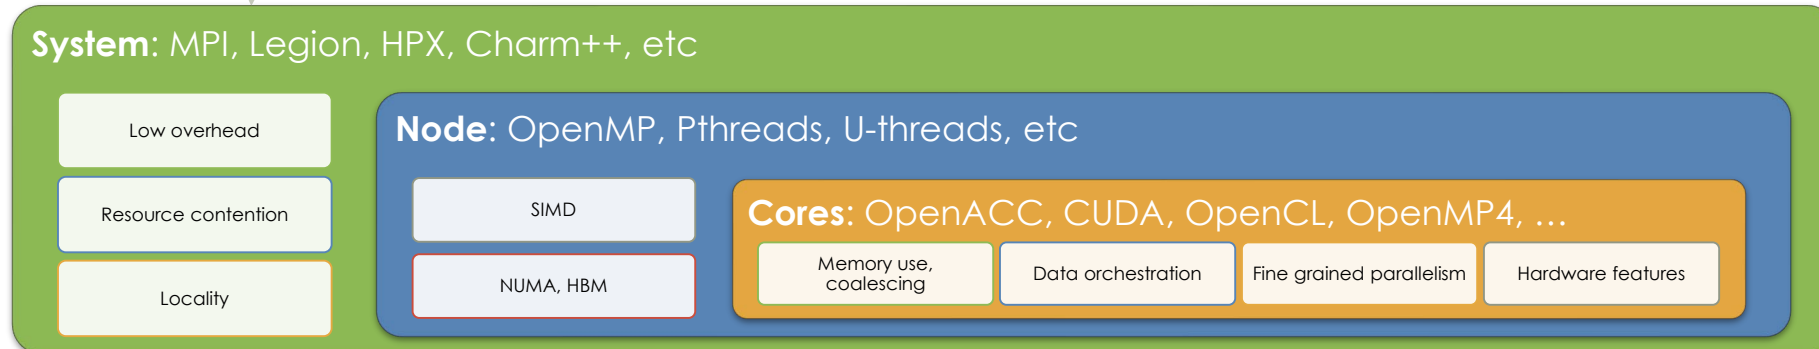 System: MPI, Legion, HPX, Charm++, etc
Low overhead
Resource contention
Locality
Node: OpenMP, Pthreads, U-threads, etc
SIMD
NUMA, HBM
Cores: OpenACC, CUDA, OpenCL, OpenMP4, …
Memory use,
coalescing
Data orchestration
Fine grained parallelism
Hardware features